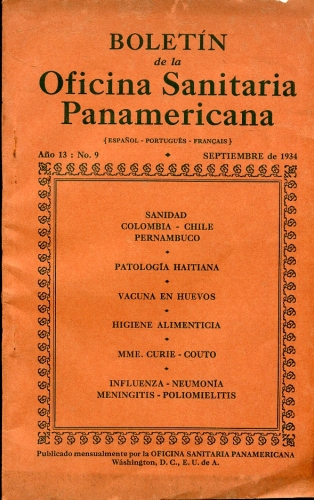 BOLETÍN
de la
Oficina Sanitaria
Panamericana
{ESPAÑOL - PORTUGUÊS - FRANÇAIS}
Año 13 : No. 9 SEPTIEMBRE de 1934
SANIDAD
COLOMBIA - CHILE
PERNAMBUCO
PATOLOGÍA HAITIANA
VACUNA EN HUEVOS
HIGIENE ALIMENTICIA
MME. CURIE - COUTO
INFLUENZA - NEUMONÍA
MENINGITIS - POLIOMIELITIS
Publicado mensualmente por la OFICINA SANITARIA PANAMERICANA
Wáshington, D. C., E. U. de A.